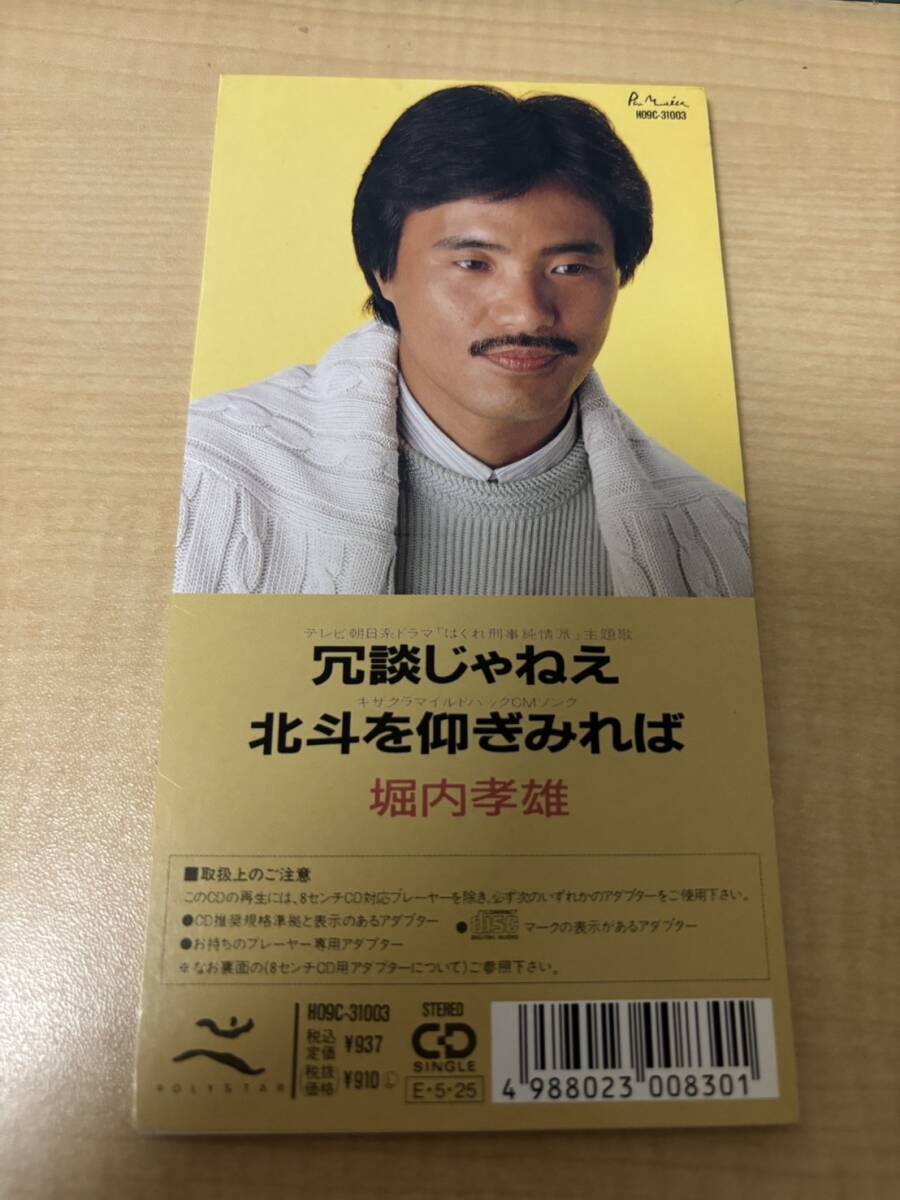 H09C-31003
テレビ朝日系ドラマ「はぐれ刑事純情派」主題歌
冗談じゃねえ
キザクラマイルドパックCMソング
北斗を仰ぎみれば
堀内孝雄
■取扱上のご注意
このCDの再生には、8センチCD対応プレーヤーを除き、必ず次のいずれかのアダプターをご使用下さい。
●CD推奨規格準拠と表示のあるアダプター ● COMPACT disc DIGITAL AUDIO マークの表示があるアダプター
●お持ちのプレーヤー専用アダプター
※なお裏面の(8センチCD用アダプターについて)ご参照下さい。
POLYSTAR
H09C-31003
税込定価 ¥937
(税抜価格) ¥910 Ⓛ
STEREO
CD
SINGLE
E・5・25
4 988023 008301